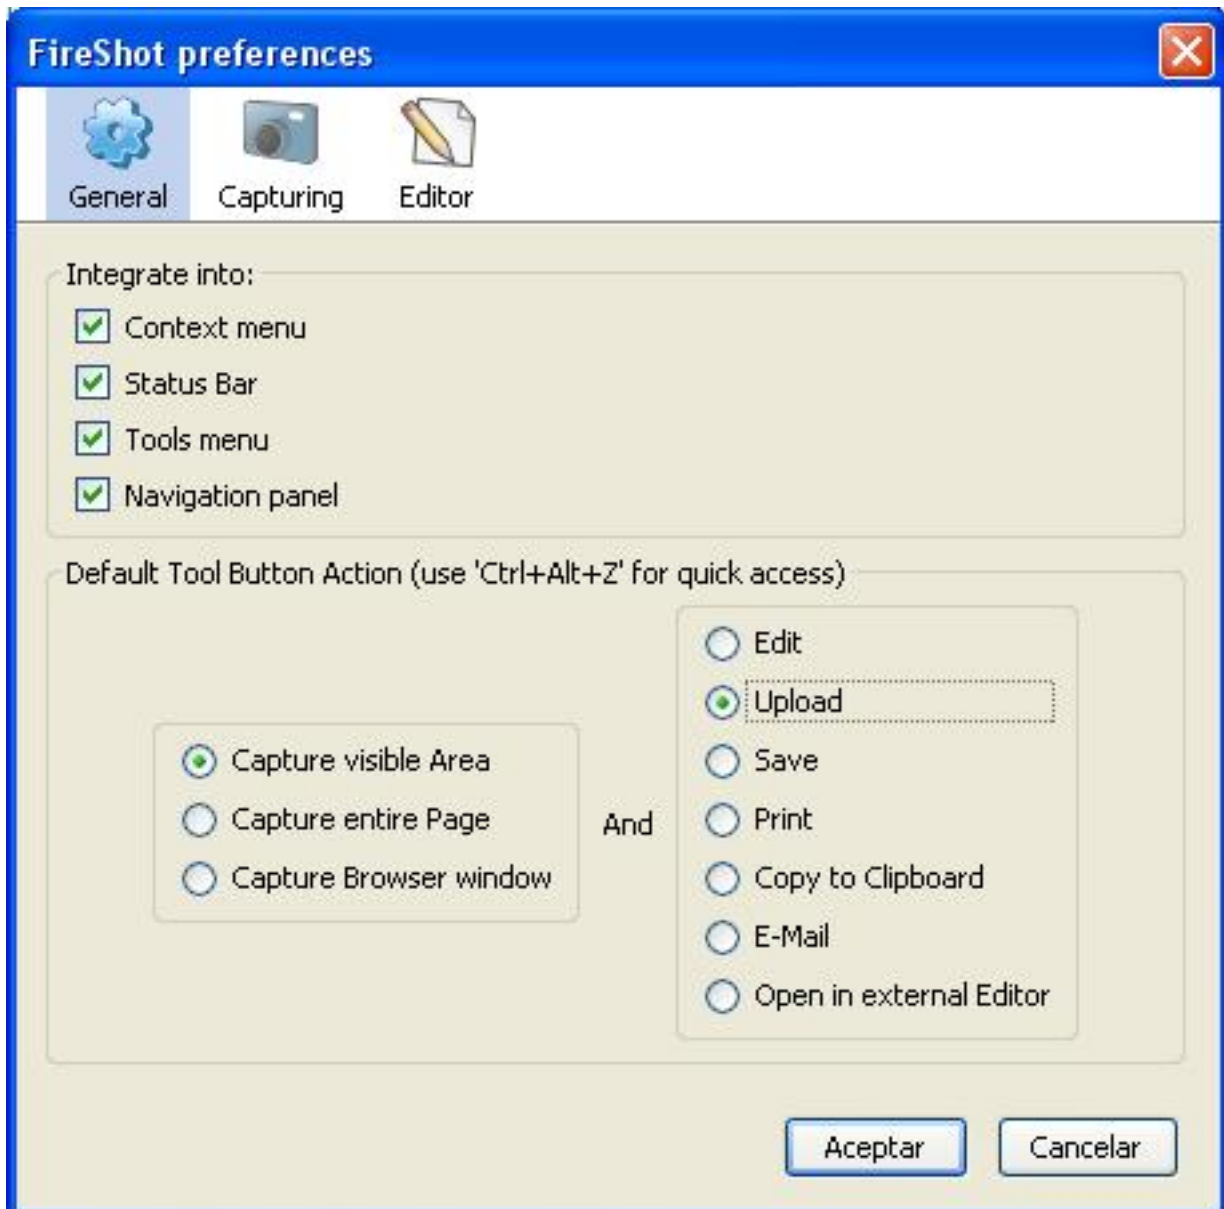 FireShot preferences
General
Capturing
Editor
Integrate into:
Context menu
Status Bar
Tools menu
Navigation panel
Default Tool Button Action (use 'Ctrl+Alt+Z' for quick access)
Capture visible Area
Capture entire Page
Capture Browser window
And
Edit
Upload
Save
Print
Copy to Clipboard
E-Mail
Open in external Editor
Aceptar
Cancelar